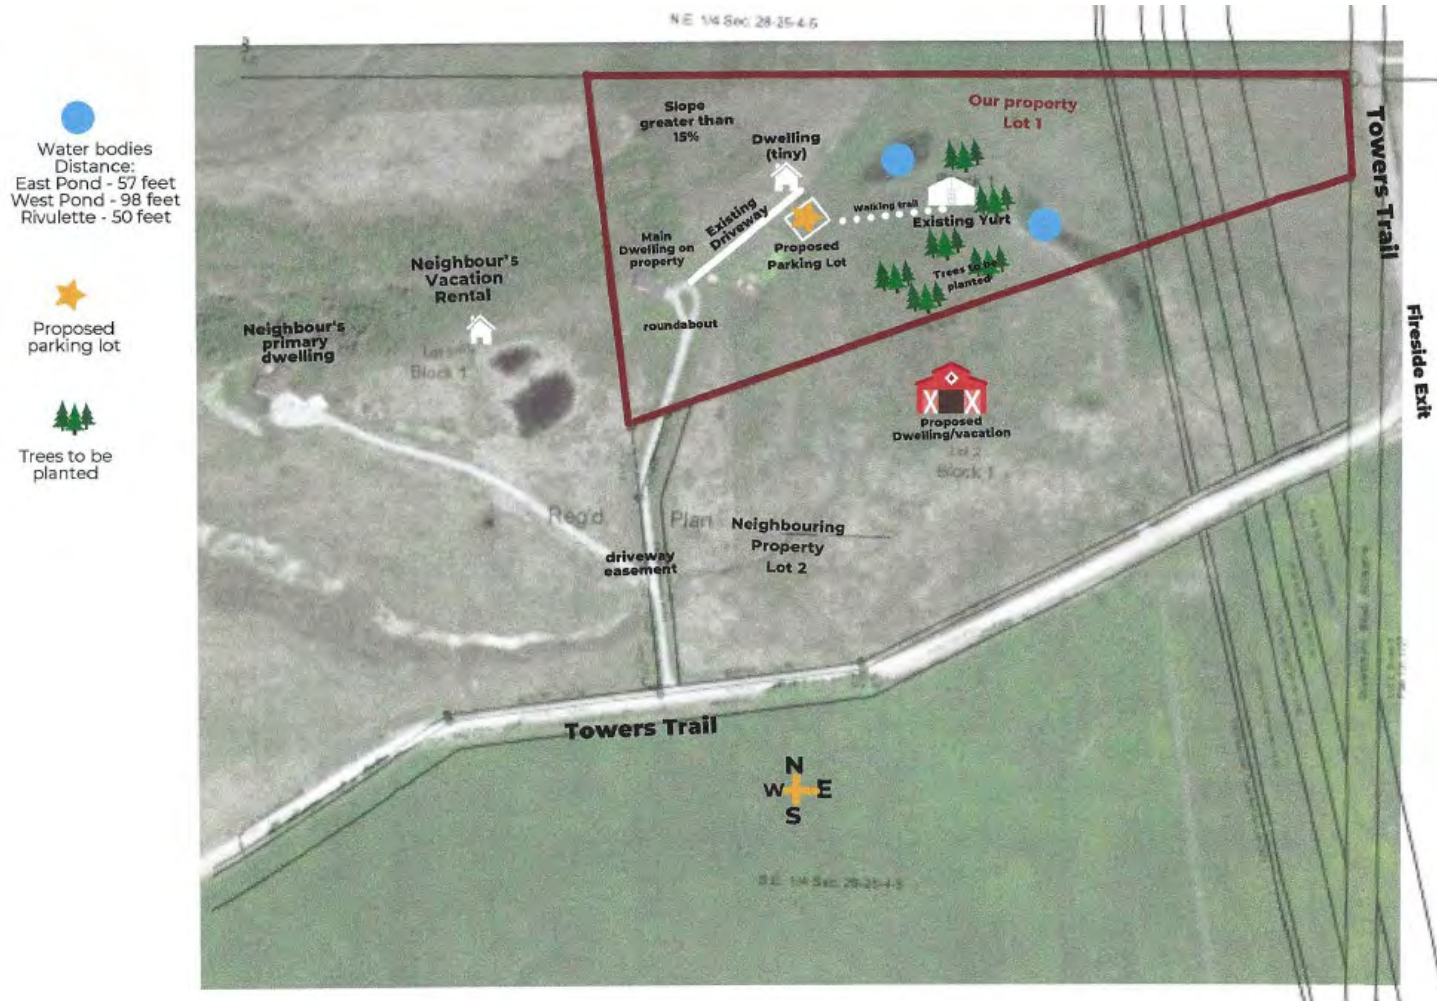 N.E. 1/4 Sec. 28-25-4-5
Water bodies
Distance:
East Pond - 57 feet
West Pond - 98 feet
Rivulette - 50 feet
Proposed
parking lot
Trees to be
planted
Slope
greater than
15%
Our property
Lot 1
Dwelling
(tiny)
Existing
Driveway
Walking trail
Existing Yurt
Main
Dwelling on
property
Proposed
Parking Lot
Trees to be
planted
roundabout
Neighbour's
Vacation
Rental
Neighbour's
primary
dwelling
Block 1
Towers Trail
Fireside Exit
Proposed
Dwelling/vacation
Lot 2
Block 1
Reg'd Plan
Neighbouring
Property
Lot 2
driveway
easement
Towers Trail
N
W E
S
S.E. 1/4 Sec. 28-25-4-5